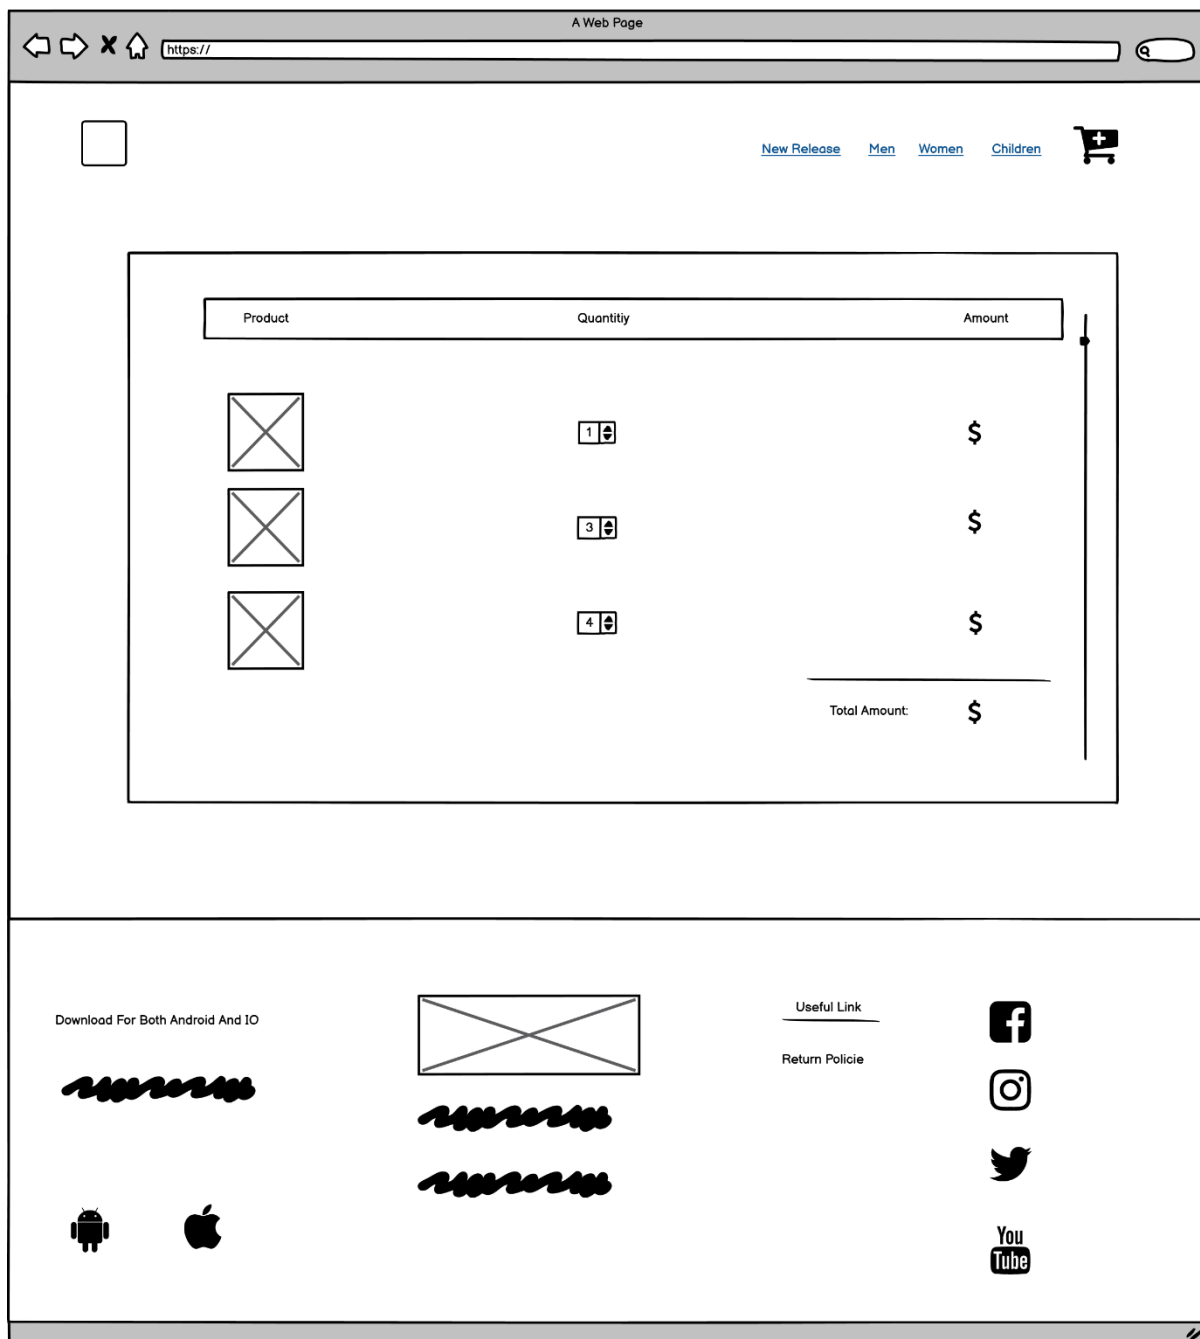 A Web Page
https://
New Release Men Women Children
Product Quantitiy Amount
1 $
3 $
4 $
Total Amount: $
Download For Both Android And IO
Useful Link
Return Policie
You
Tube